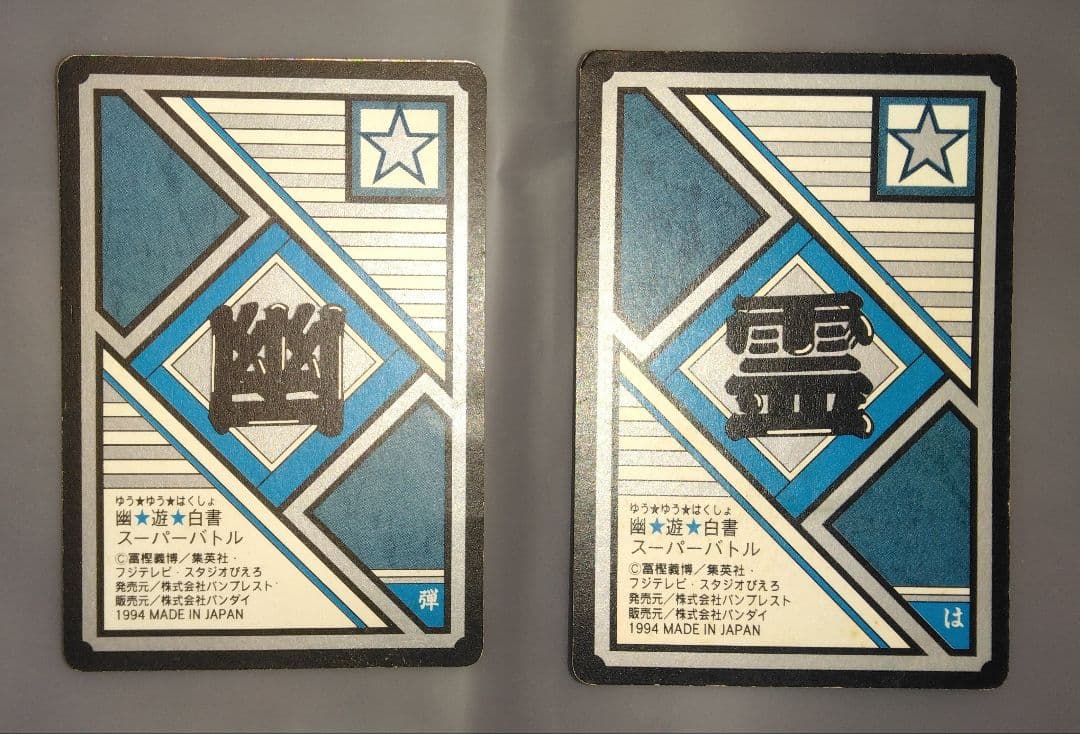 幽
ゆう★ゆう★はくしょ
幽★遊★白書
スーパーバトル
©冨樫義博／集英社・
フジテレビ・スタジオぴえろ
発売元／株式会社バンプレスト
販売元／株式会社バンダイ
1994 MADE IN JAPAN
弾
霊
ゆう★ゆう★はくしょ
幽★遊★白書
スーパーバトル
©冨樫義博／集英社・
フジテレビ・スタジオぴえろ
発売元／株式会社バンプレスト
販売元／株式会社バンダイ
1994 MADE IN JAPAN
は